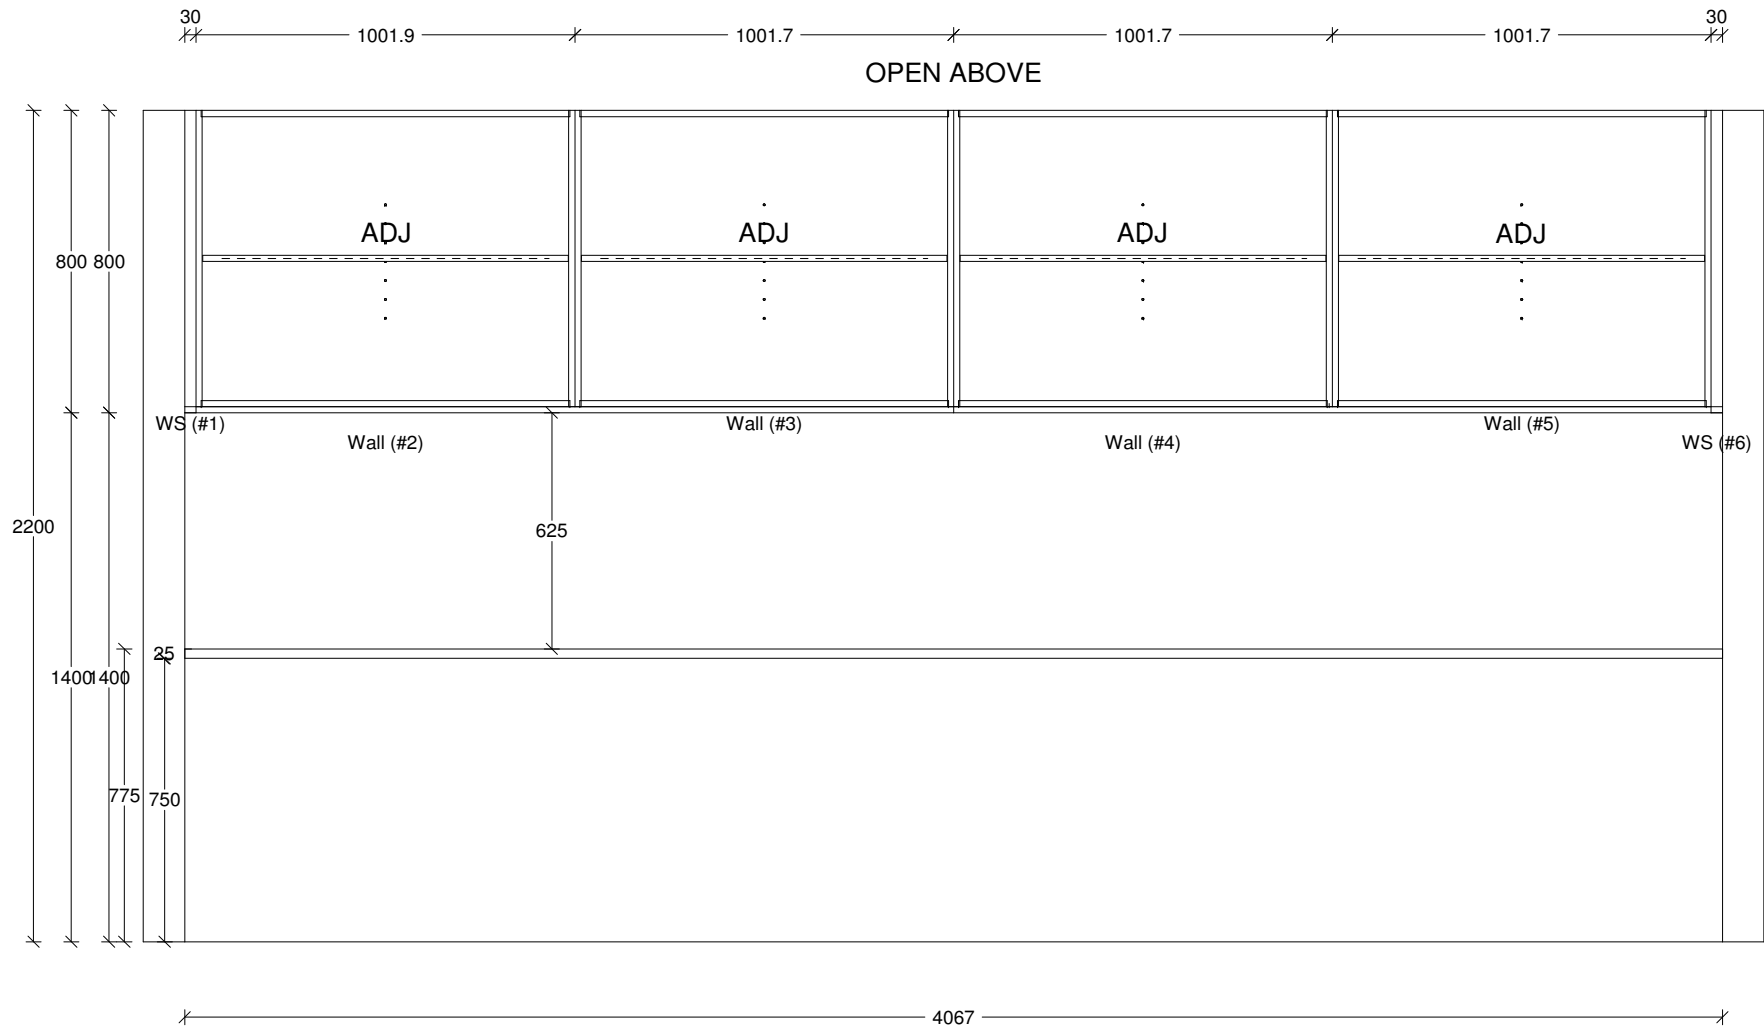 30 30
1001.9 1001.7 1001.7 1001.7
OPEN ABOVE
ADJ ADJ ADJ ADJ
800 800
WS (#1) Wall (#3) Wall (#5)
Wall (#2) Wall (#4) WS (#6)
2200 625
25
1400 1400
775 750
4067